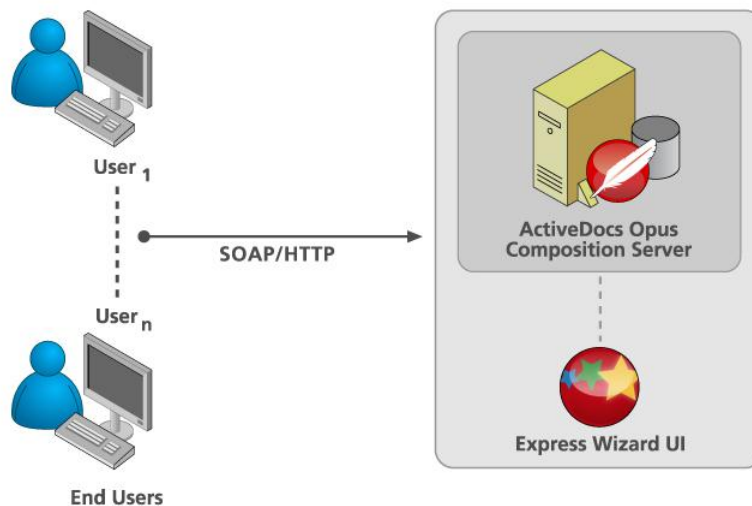 User 1
SOAP/HTTP
User n
End Users
ActiveDocs Opus
Composition Server
Express Wizard UI